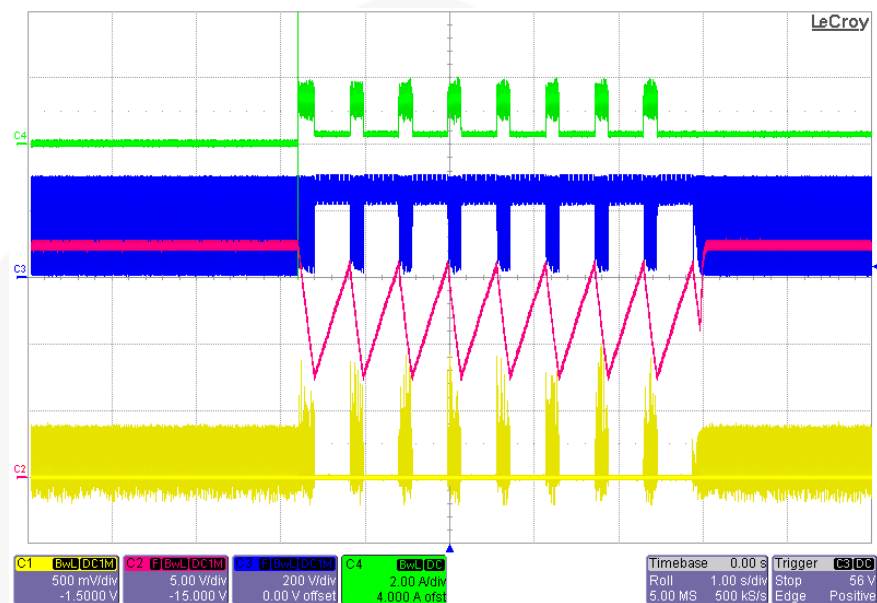 LeCroy
C4
C3
C2
C1 BwL DC1M
500 mV/div
-1.5000 V
C2 F BwL DC1M
5.00 V/div
-15.000 V
C3 F BwL DC1M
200 V/div
0.00 V offset
C4 BwL DC
2.00 A/div
4.000 A ofst
Timebase 0.00 s
Roll 1.00 s/div
5.00 MS 500 kS/s
Trigger C3 DC
Stop 56 V
Edge Positive